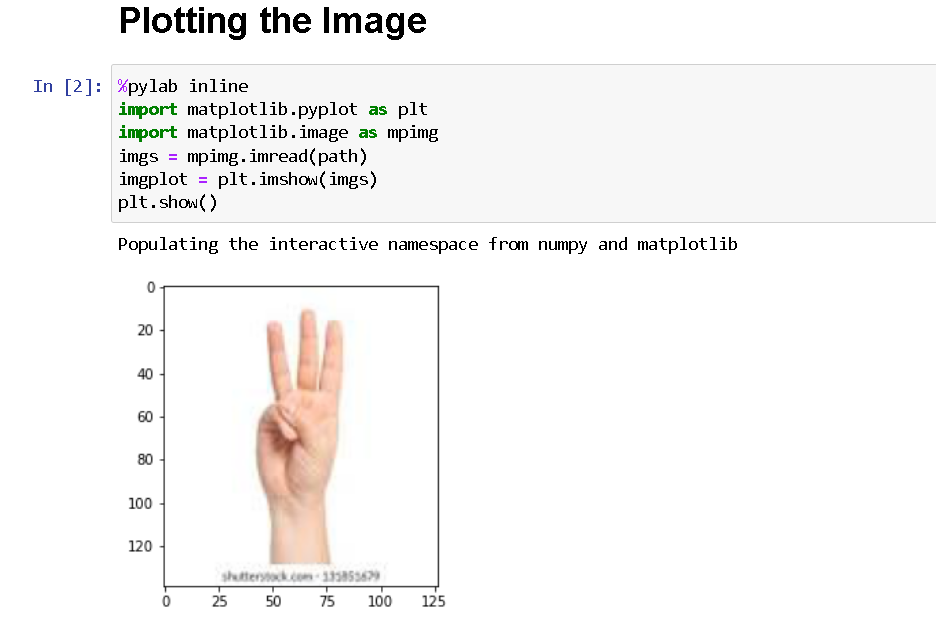 Plotting the Image
In [2]: %pylab inline
import matplotlib.pyplot as plt
import matplotlib.image as mpimg
imgs = mpimg.imread(path)
imgplot = plt.imshow(imgs)
plt.show()
Populating the interactive namespace from numpy and matplotlib
0
20
40
60
80
100
120
shutterstock.com · 131851679
0 25 50 75 100 125